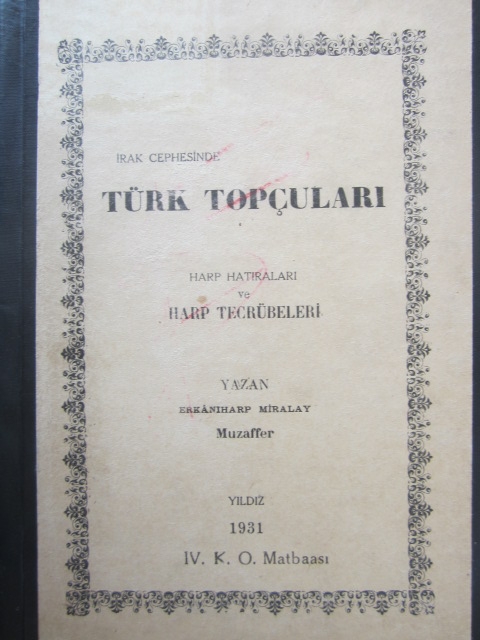 IRAK CEPHESİNDE
TÜRK TOPÇULARI
HARP HATIRALARI
ve
HARP TECRÜBELERİ
YAZAN
ERKÂNIHARP MİRALAY
Muzaffer
YILDIZ
1931
IV. K. O. Matbaası